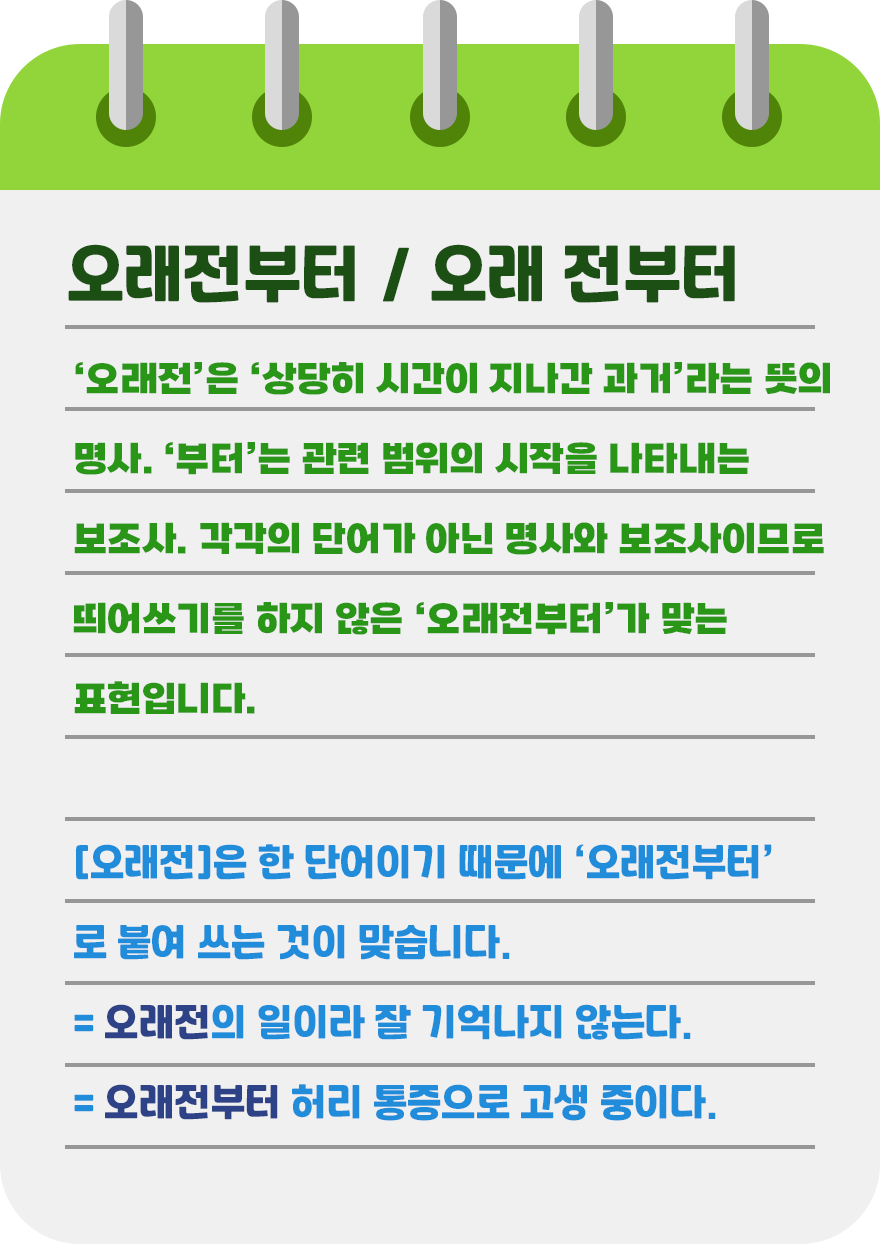 오래전부터 / 오래 전부터
‘오래전’은 ‘상당히 시간이 지나간 과거’라는 뜻의
명사. ‘부터’는 관련 범위의 시작을 나타내는
보조사. 각각의 단어가 아닌 명사와 보조사이므로
띄어쓰기를 하지 않은 ‘오래전부터’가 맞는
표현입니다.
[오래전]은 한 단어이기 때문에 ‘오래전부터’
로 붙여 쓰는 것이 맞습니다.
= 오래전의 일이라 잘 기억나지 않는다.
= 오래전부터 허리 통증으로 고생 중이다.